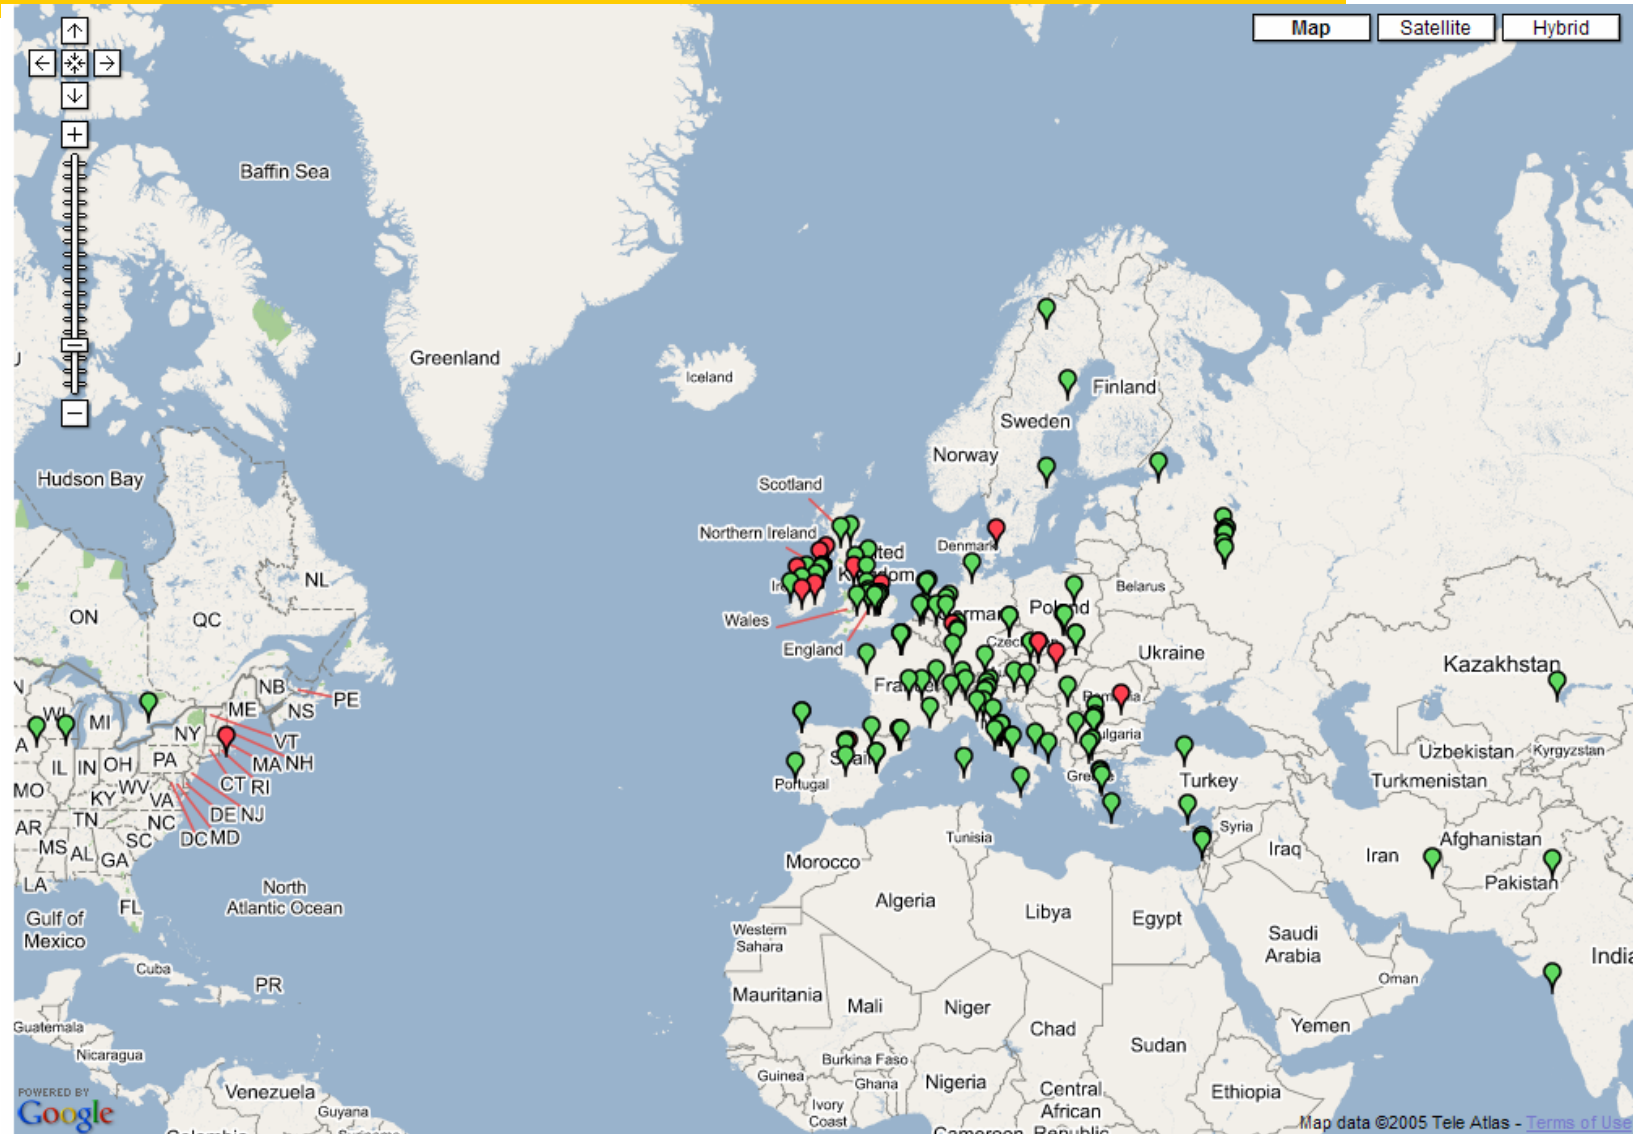 Map
Satellite
Hybrid
Baffin Sea
Greenland
Iceland
Finland
Sweden
Norway
Hudson Bay
Scotland
Northern Ireland
Denmark
Kingdom
Belarus
NL
ON
QC
Wales
England
Ukraine
Kazakhstan
NB
PE
ME
NS
WI
MI
NY
VT
MA
NH
IL
IN
OH
PA
CT
RI
Uzbekistan
Kyrgyzstan
Turkmenistan
Turkey
Portugal
MO
KY
WV
VA
DE
NJ
AR
TN
NC
DC
MD
MS
AL
GA
SC
Tunisia
Syria
Afghanistan
Morocco
Iraq
Iran
Pakistan
LA
FL
North
Atlantic Ocean
Gulf of
Mexico
Algeria
Libya
Egypt
Western
Sahara
Saudi
Arabia
Cuba
PR
Oman
Mauritania
Mali
Niger
Chad
Sudan
Yemen
Guatemala
Nicaragua
Burkina Faso
Guinea
Ghana
Nigeria
Central
African
Ethiopia
Venezuela
Guyana
Ivory
Coast
POWERED BY
Google
Map data ©2005 Tele Atlas - Terms of Use